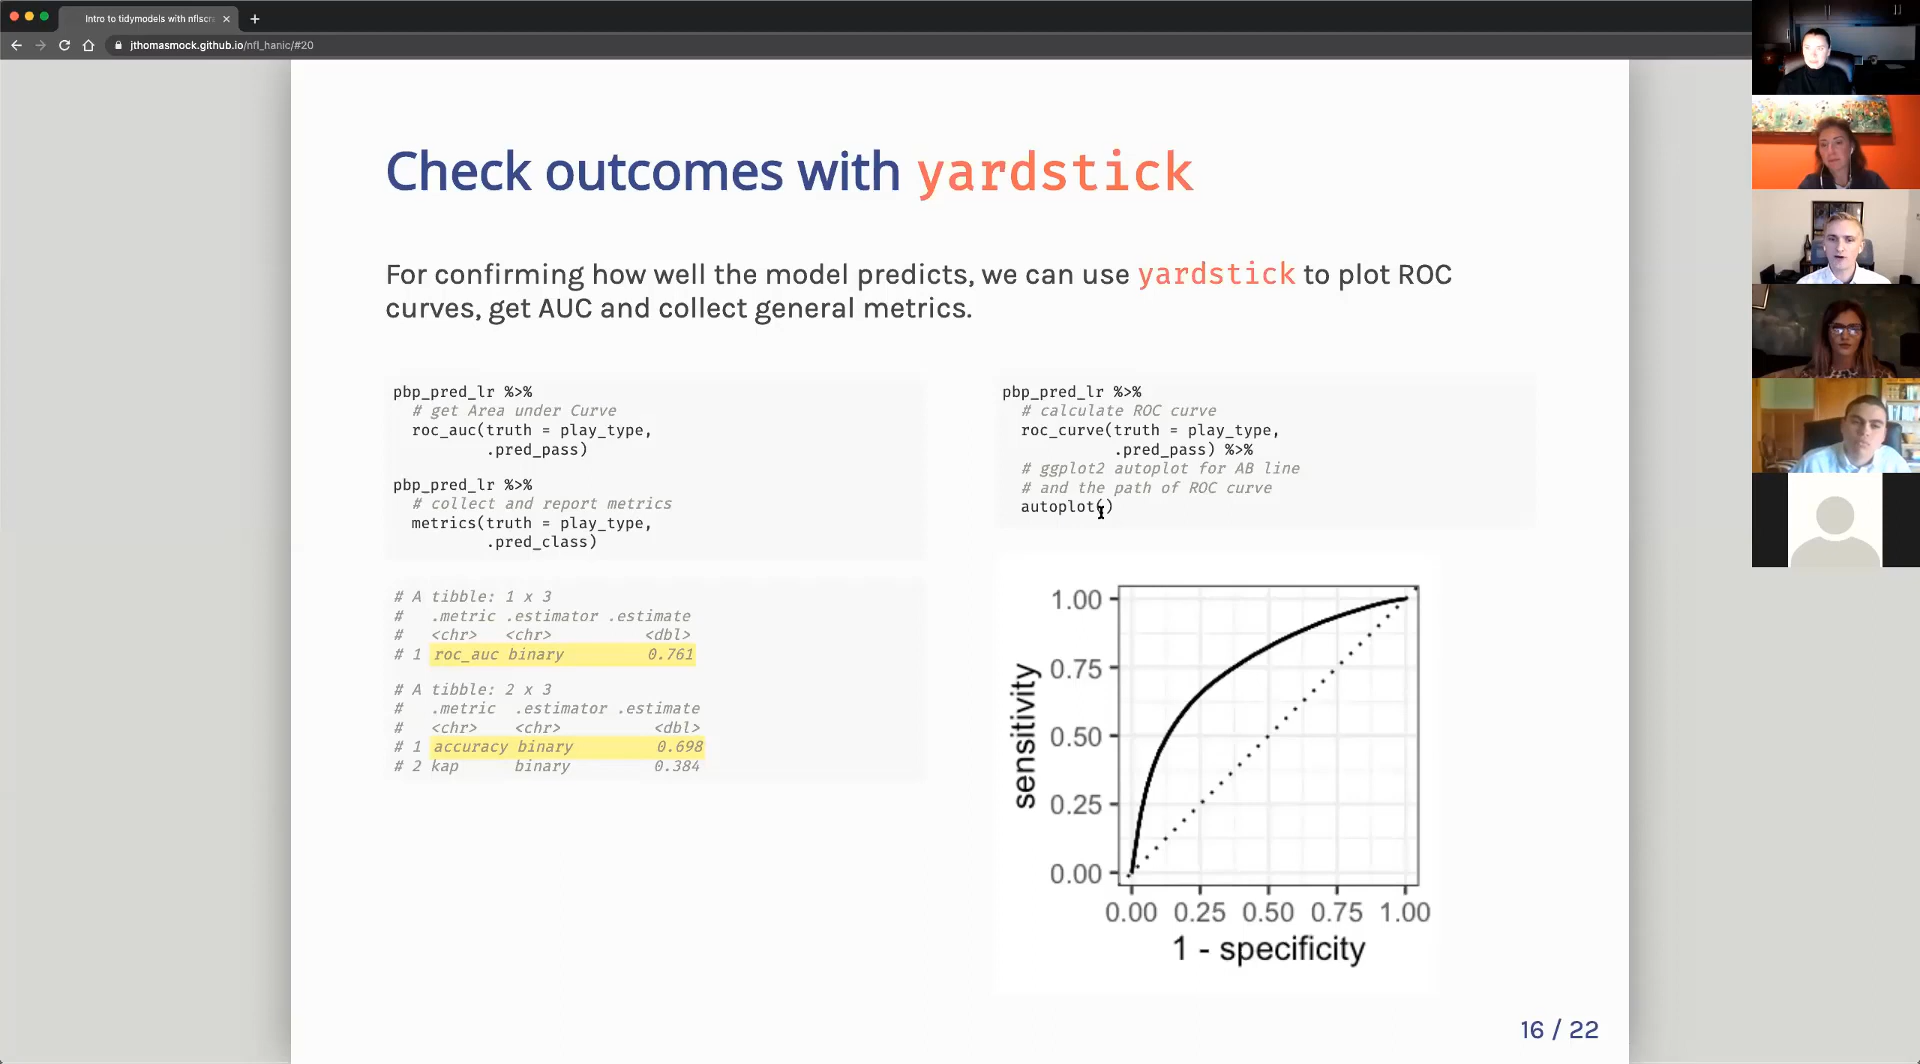 Intro to tidymodels with nflscr
jthomasmock.github.io/nfl_hanic/#20
Check outcomes with yardstick
For confirming how well the model predicts, we can use yardstick to plot ROC
curves, get AUC and collect general metrics.
pbp_pred_lr %>%
# get Area under Curve
roc_auc(truth = play_type,
.pred_pass)
pbp_pred_lr %>%
# collect and report metrics
metrics(truth = play_type,
.pred_class)
# A tibble: 1 x 3
# .metric .estimator .estimate
# <chr> <chr> <dbl>
# 1 roc_auc binary 0.761
# A tibble: 2 x 3
# .metric .estimator .estimate
# <chr> <chr> <dbl>
# 1 accuracy binary 0.698
# 2 kap binary 0.384
pbp_pred_lr %>%
# calculate ROC curve
roc_curve(truth = play_type,
.pred_pass) %>%
# ggplot2 autoplot for AB line
# and the path of ROC curve
autoplot()
sensitivity
1.00
0.75
0.50
0.25
0.00
0.00 0.25 0.50 0.75 1.00
1 - specificity
16 / 22